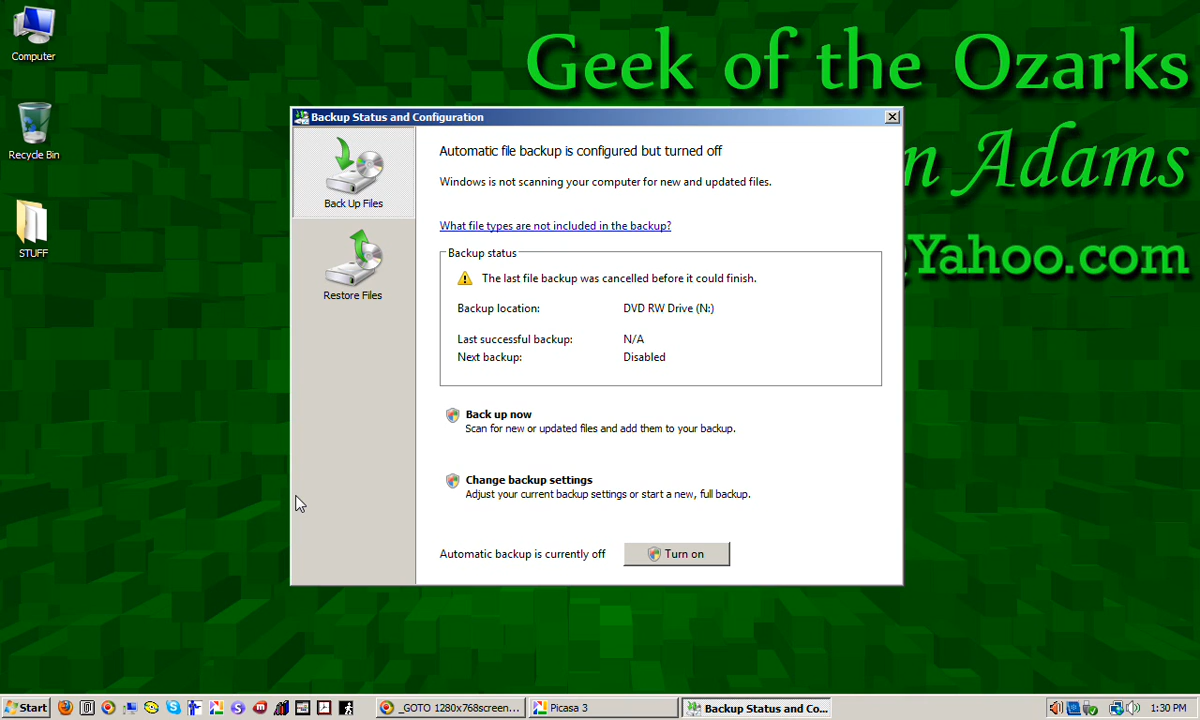 Computer
Recycle Bin
STUFF
Geek of the Ozarks
n Adams
@Yahoo.com
Backup Status and Configuration
Back Up Files
Restore Files
Automatic file backup is configured but turned off
Windows is not scanning your computer for new and updated files.
What file types are not included in the backup?
Backup status
The last file backup was cancelled before it could finish.
Backup location: DVD RW Drive (N:)
Last successful backup: N/A
Next backup: Disabled
Back up now
Scan for new or updated files and add them to your backup.
Change backup settings
Adjust your current backup settings or start a new, full backup.
Automatic backup is currently off
Turn on
Start
_GOTO 1280x768screen...
Picasa 3
Backup Status and Co...
1:30 PM